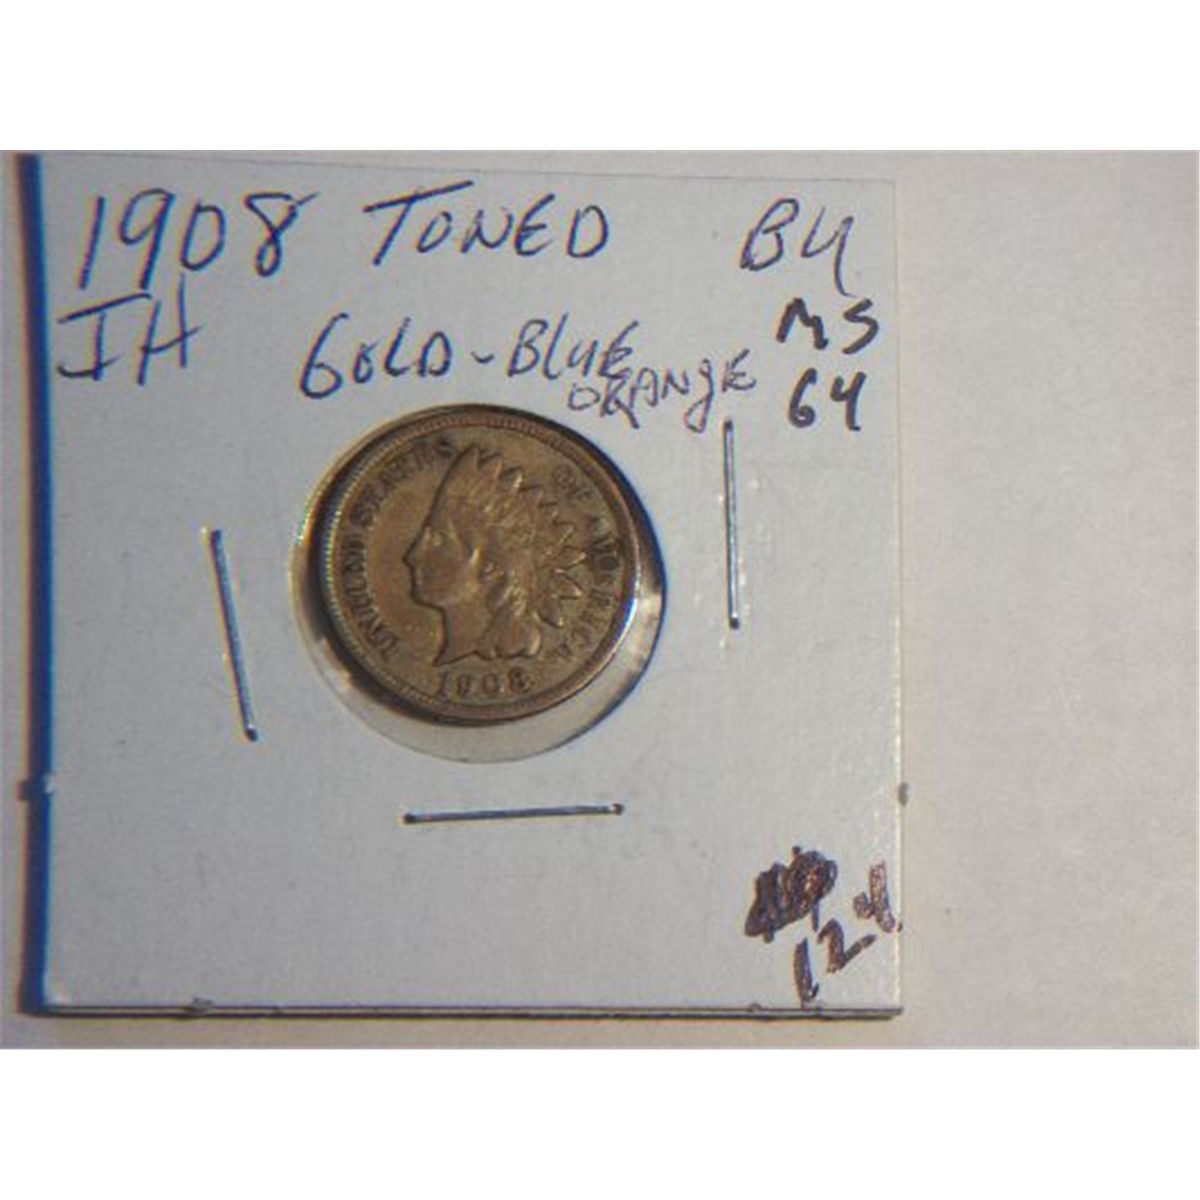 1908 TONED BU
IH GOLD-BLUE MS
ORANGE 64
UNITED STATES OF AMERICA
1908